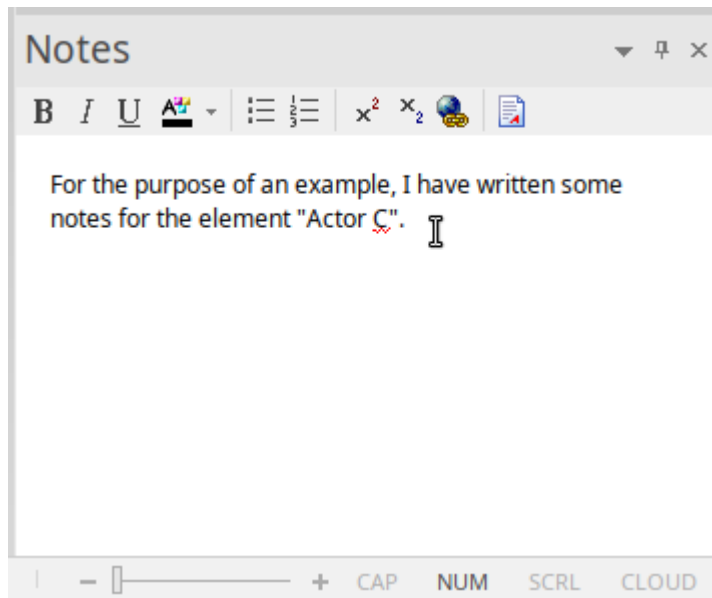 Notes
B I U A x² x₂
For the purpose of an example, I have written some
notes for the element "Actor C".
CAP NUM SCRL CLOUD